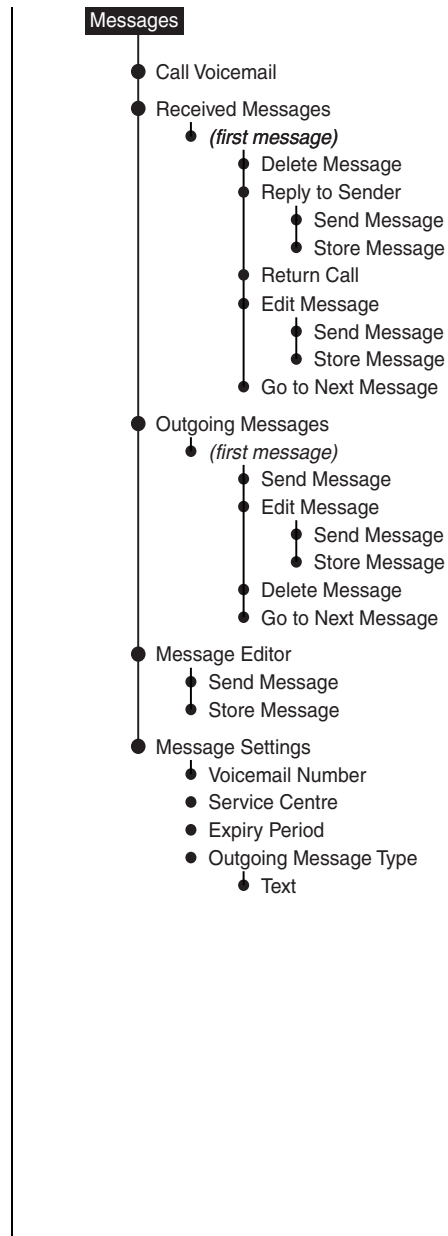 Messages
Call Voicemail
Received Messages
(first message)
Delete Message
Reply to Sender
Send Message
Store Message
Return Call
Edit Message
Send Message
Store Message
Go to Next Message
Outgoing Messages
(first message)
Send Message
Edit Message
Send Message
Store Message
Delete Message
Go to Next Message
Message Editor
Send Message
Store Message
Message Settings
Voicemail Number
Service Centre
Expiry Period
Outgoing Message Type
Text